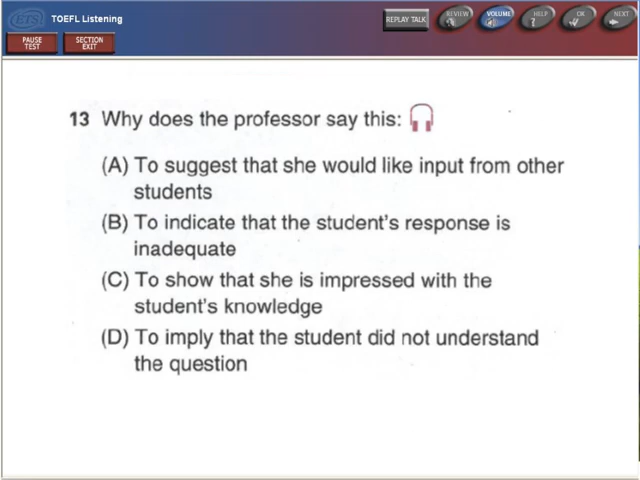 ETS TOEFL Listening
REPLAY TALK
REVIEW
VOLUME
HELP
?
OK
NEXT
PAUSE
TEST
SECTION
EXIT
13 Why does the professor say this:
(A) To suggest that she would like input from other
students
(B) To indicate that the student's response is
inadequate
(C) To show that she is impressed with the
student's knowledge
(D) To imply that the student did not understand
the question